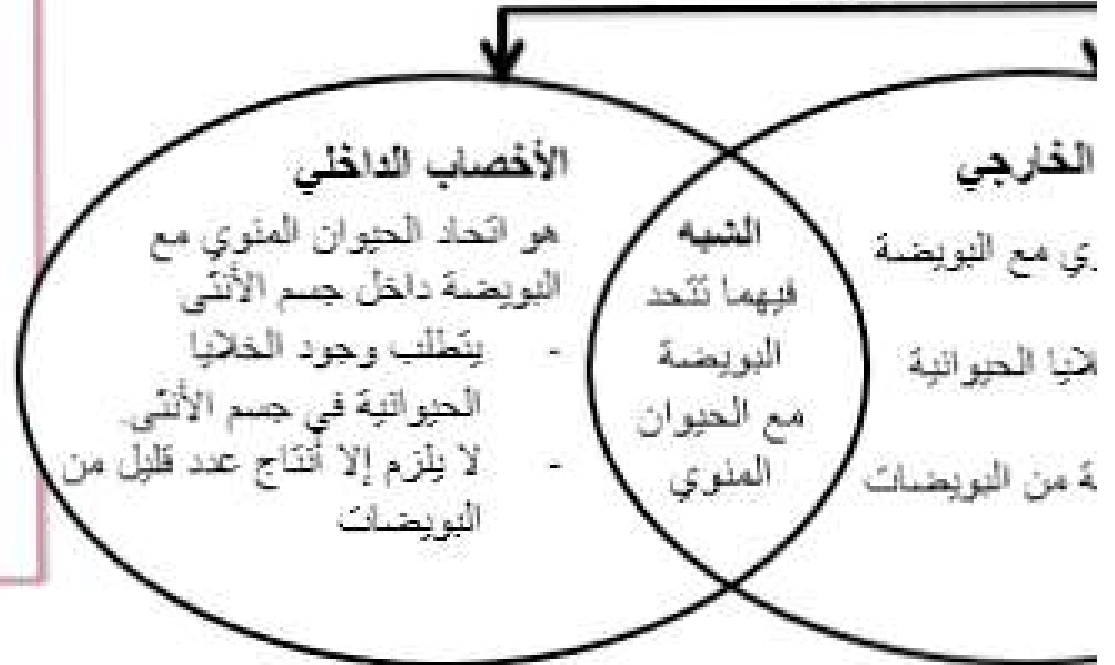 الخارجي
ري مع البويضة
لايا الحيوانية
ة من البويضات
الشبه
فيهما تتحد
البويضة
مع الحيوان
المنوي
الأخصاب الداخلي
هو اتحاد الحيوان المنوي مع
البويضة داخل جسم الأنثى
- يتطلب وجود الخلايا
الحيوانية في جسم الأنثى.
- لا يلزم إلا أنتاج عدد قليل من
البويضات